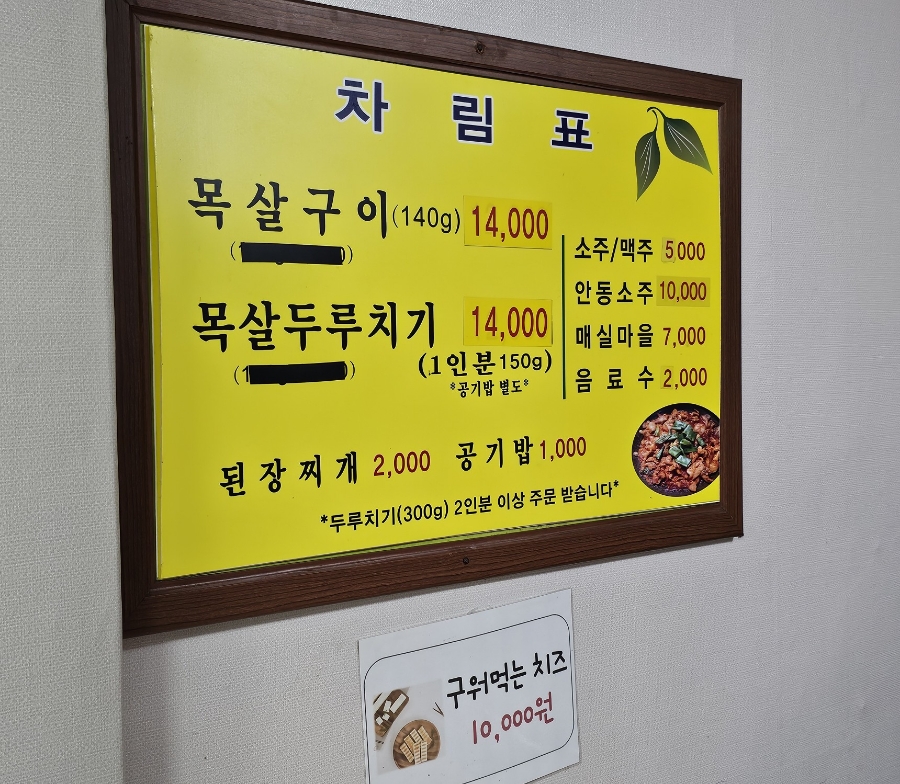 차림표
목살구이(140g) 14,000
목살두루치기 14,000
(1인분150g)
*공기밥 별도*
소주/맥주 5,000
안동소주 10,000
매실마을 7,000
음료수 2,000
된장찌개 2,000 공기밥 1,000
*두루치기(300g) 2인분 이상 주문 받습니다*
구워먹는 치즈
10,000원